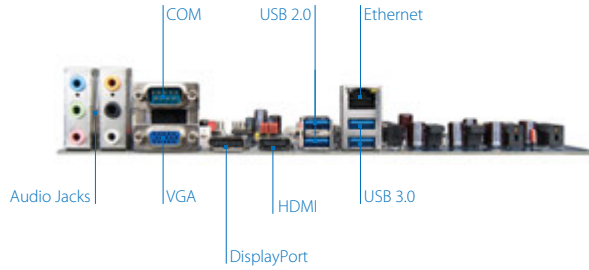 COM
USB 2.0
Ethernet
Audio Jacks
VGA
HDMI
USB 3.0
DisplayPort